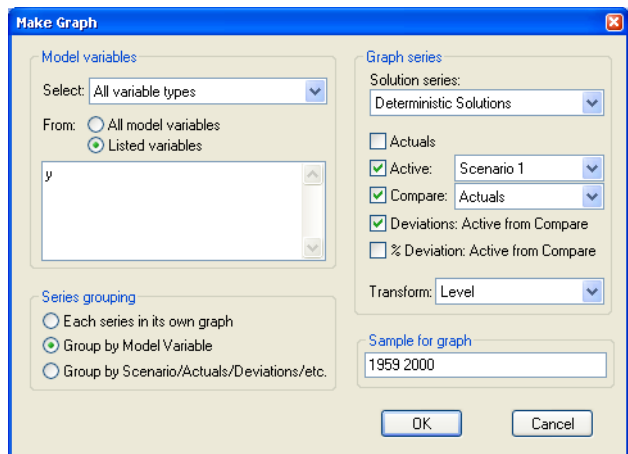 Make Graph
Model variables
Select: All variable types
From: All model variables
Listed variables
y
Series grouping
Each series in its own graph
Group by Model Variable
Group by Scenario/Actuals/Deviations/etc.
Graph series
Solution series:
Deterministic Solutions
Actuals
Active: Scenario 1
Compare: Actuals
Deviations: Active from Compare
% Deviation: Active from Compare
Transform: Level
Sample for graph
1959 2000
OK Cancel